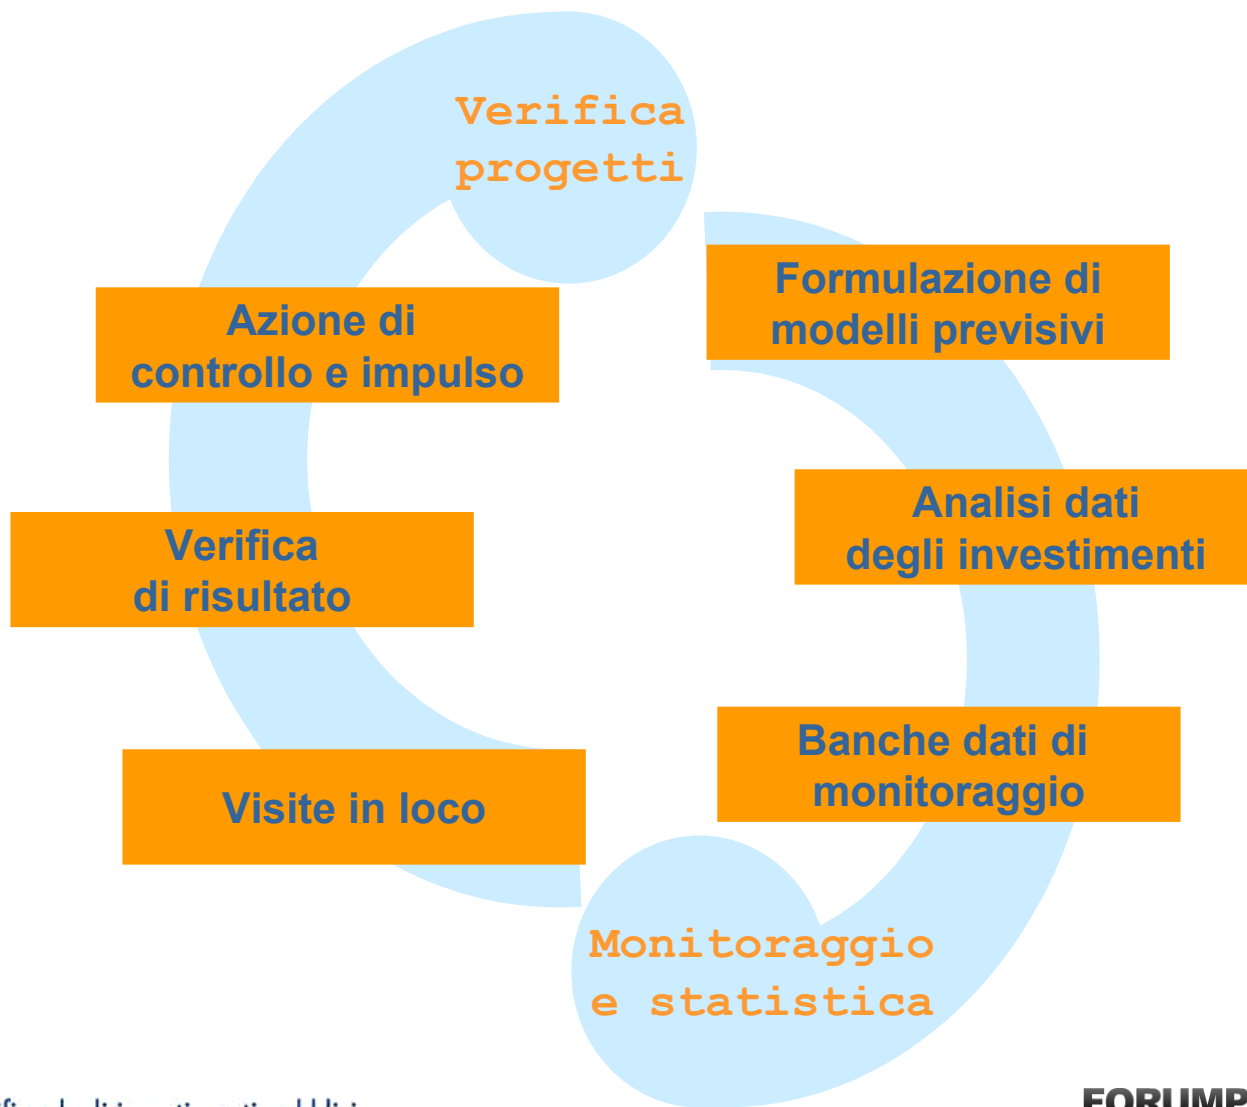 Verifica
progetti
Azione di
controllo e impulso
Verifica
di risultato
Visite in loco
Formulazione di
modelli previsivi
Analisi dati
degli investimenti
Banche dati di
monitoraggio
Monitoraggio
e statistica
FORUMP